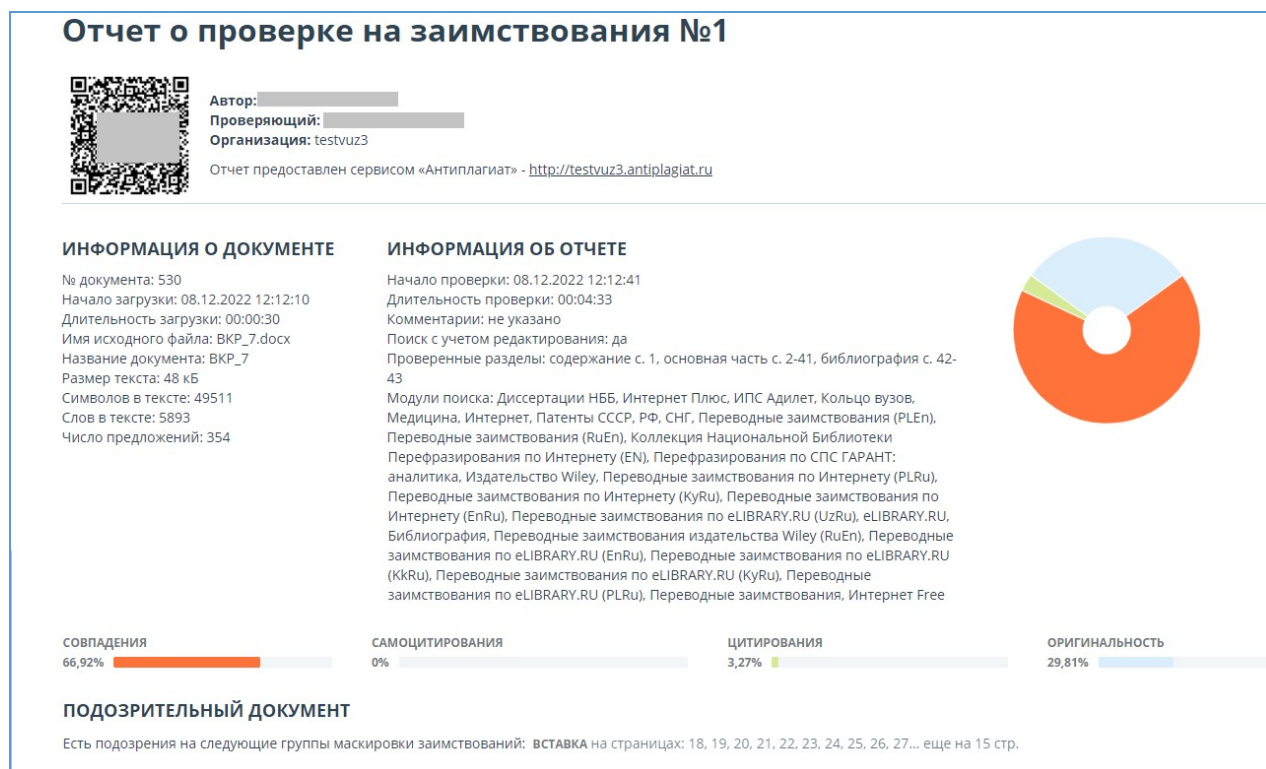 Отчет о проверке на заимствования №1
Автор:
Проверяющий:
Организация: testvuz3
Отчет предоставлен сервисом «Антиплагиат» - http://testvuz3.antiplagiat.ru
ИНФОРМАЦИЯ О ДОКУМЕНТЕ
№ документа: 530
Начало загрузки: 08.12.2022 12:12:10
Длительность загрузки: 00:00:30
Имя исходного файла: ВКР_7.docx
Название документа: ВКР_7
Размер текста: 48 кБ
Символов в тексте: 49511
Слов в тексте: 5893
Число предложений: 354
ИНФОРМАЦИЯ ОБ ОТЧЕТЕ
Начало проверки: 08.12.2022 12:12:41
Длительность проверки: 00:04:33
Комментарии: не указано
Поиск с учетом редактирования: да
Проверенные разделы: содержание с. 1, основная часть с. 2-41, библиография с. 42-
43
Модули поиска: Диссертации НББ, Интернет Плюс, ИПС Адилет, Кольцо вузов,
Медицина, Интернет, Патенты СССР, РФ, СНГ, Переводные заимствования (PLEn),
Переводные заимствования (RuEn), Коллекция Национальной Библиотеки
Перефразирования по Интернету (EN), Перефразирования по СПС ГАРАНТ:
аналитика, Издательство Wiley, Переводные заимствования по Интернету (PLRu),
Переводные заимствования по Интернету (KyRu), Переводные заимствования по
Интернету (EnRu), Переводные заимствования по eLIBRARY.RU (UzRu), eLIBRARY.RU,
Библиография, Переводные заимствования издательства Wiley (RuEn), Переводные
заимствования по eLIBRARY.RU (EnRu), Переводные заимствования по eLIBRARY.RU
(KkRu), Переводные заимствования по eLIBRARY.RU (KyRu), Переводные
заимствования по eLIBRARY.RU (PLRu), Переводные заимствования, Интернет Free
СОВПАДЕНИЯ
66,92%
САМОЦИТИРОВАНИЯ
0%
ЦИТИРОВАНИЯ
3,27%
ОРИГИНАЛЬНОСТЬ
29,81%
ПОДОЗРИТЕЛЬНЫЙ ДОКУМЕНТ
Есть подозрения на следующие группы маскировки заимствований: ВСТАВКА на страницах: 18, 19, 20, 21, 22, 23, 24, 25, 26, 27... еще на 15 стр.